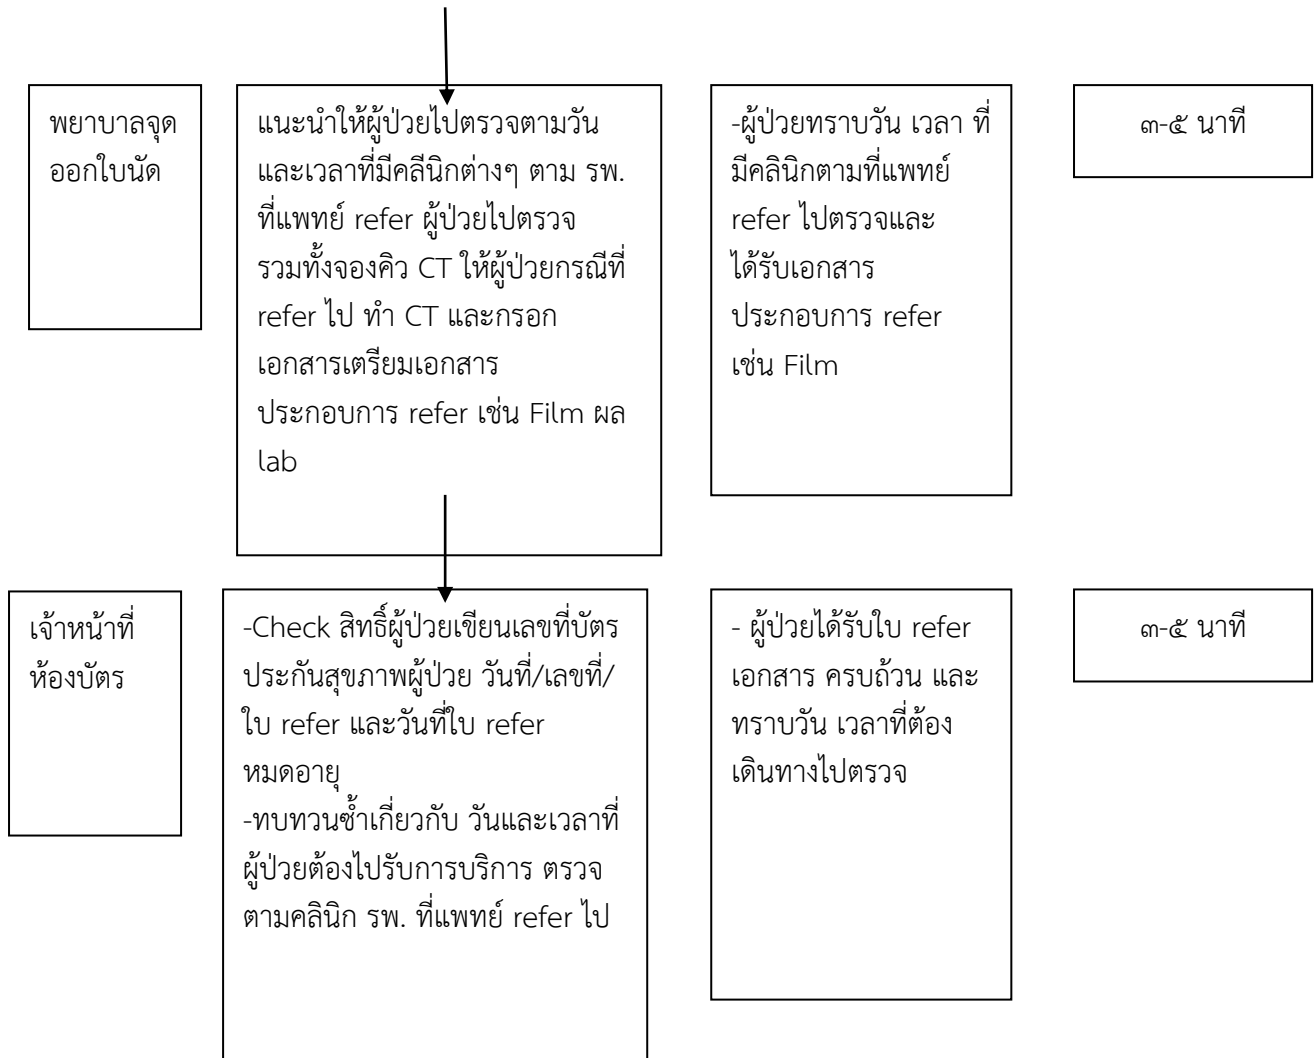 พยาบาลจุด
ออกใบนัด
แนะนำให้ผู้ป่วยไปตรวจตามวัน
และเวลาที่มีคลีนิกต่างๆ ตาม รพ.
ที่แพทย์ refer ผู้ป่วยไปตรวจ
รวมทั้งจองคิว CT ให้ผู้ป่วยกรณีที่
refer ไป ทำ CT และกรอก
เอกสารเตรียมเอกสาร
ประกอบการ refer เช่น Film ผล
lab
-ผู้ป่วยทราบวัน เวลา ที่
มีคลินิกตามที่แพทย์
refer ไปตรวจและ
ได้รับเอกสาร
ประกอบการ refer
เช่น Film
๓-๕ นาที
เจ้าหน้าที่
ห้องบัตร
-Check สิทธิ์ผู้ป่วยเขียนเลขที่บัตร
ประกันสุขภาพผู้ป่วย วันที่/เลขที่/
ใบ refer และวันที่ใบ refer
หมดอายุ
-ทบทวนซ้ำเกี่ยวกับ วันและเวลาที่
ผู้ป่วยต้องไปรับการบริการ ตรวจ
ตามคลินิก รพ. ที่แพทย์ refer ไป
- ผู้ป่วยได้รับใบ refer
เอกสาร ครบถ้วน และ
ทราบวัน เวลาที่ต้อง
เดินทางไปตรวจ
๓-๕ นาที